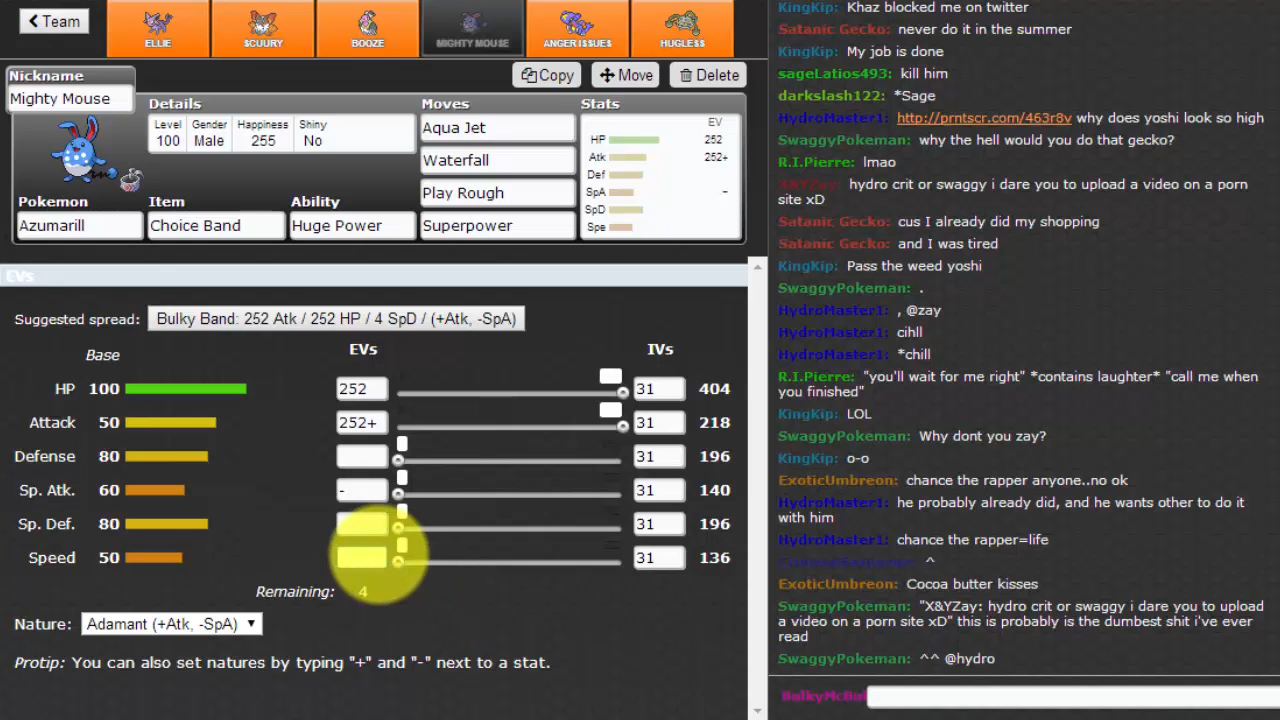 Team
ELLIE
SCUURY
BOOZE
MIGHTY MOUSE
ANGER ISSUES
HUGLESS
Nickname
Mighty Mouse
Copy
Move
Delete
Details
Level
100
Gender
Male
Happiness
255
Shiny
No
Moves
Aqua Jet
Waterfall
Play Rough
Superpower
Stats
EV
HP 252
Atk 252+
Def
SpA -
SpD
Spe
Pokemon
Azumarill
Item
Choice Band
Ability
Huge Power
EVs
Suggested spread: Bulky Band: 252 Atk / 252 HP / 4 SpD / (+Atk, -SpA)
Base EVs IVs
HP 100 252 31 404
Attack 50 252+ 31 218
Defense 80 31 196
Sp. Atk. 60 - 31 140
Sp. Def. 80 31 196
Speed 50 31 136
Remaining: 4
Nature: Adamant (+Atk, -SpA)
Protip: You can also set natures by typing "+" and "-" next to a stat.
KingKip: Khaz blocked me on twitter
Satanic Gecko: never do it in the summer
KingKip: My job is done
sageLatios493: kill him
darkslash122: *Sage
HydroMaster1: http://prntscr.com/463r8v why does yoshi look so high
SwaggyPokeman: why the hell would you do that gecko?
R.I.Pierre: lmao
X&YZay: hydro crit or swaggy i dare you to upload a video on a porn
site xD
Satanic Gecko: cus I already did my shopping
Satanic Gecko: and I was tired
KingKip: Pass the weed yoshi
SwaggyPokeman: .
HydroMaster1: , @zay
HydroMaster1: cihll
HydroMaster1: *chill
R.I.Pierre: "you'll wait for me right" *contains laughter* "call me when
you finished"
KingKip: LOL
SwaggyPokeman: Why dont you zay?
KingKip: o-o
ExoticUmbreon: chance the rapper anyone..no ok
HydroMaster1: he probably already did, and he wants other to do it
with him
HydroMaster1: chance the rapper=life
^
ExoticUmbreon: Cocoa butter kisses
SwaggyPokeman: "X&YZay: hydro crit or swaggy i dare you to upload
a video on a porn site xD" this is probably is the dumbest shit i've ever
read
SwaggyPokeman: ^^ @hydro
BulkyMcBul